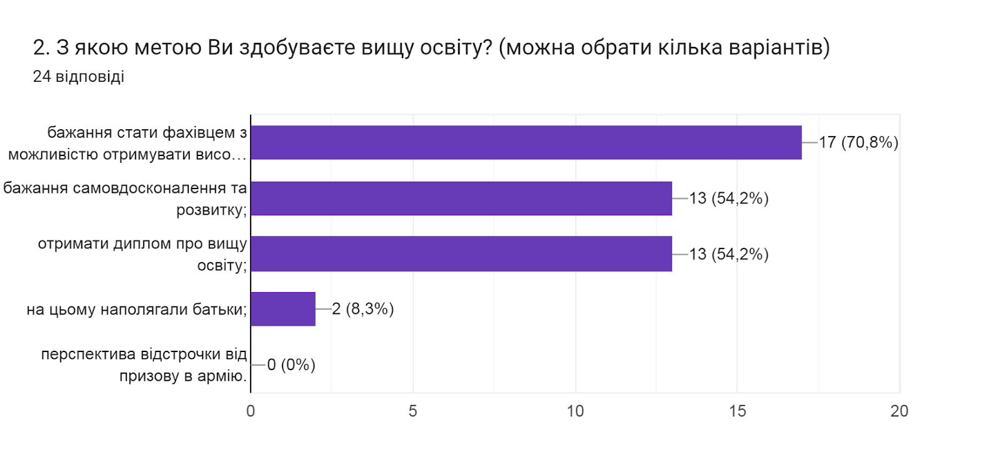 2. З якою метою Ви здобуваєте вищу освіту? (можна обрати кілька варіантів)
24 відповіді
бажання стати фахівцем з
можливістю отримувати висо…
17 (70,8%)
бажання самовдосконалення та
розвитку;
13 (54,2%)
отримати диплом про вищу
освіту;
13 (54,2%)
на цьому наполягали батьки;
2 (8,3%)
перспектива відстрочки від
призову в армію.
0 (0%)
0 5 10 15 20